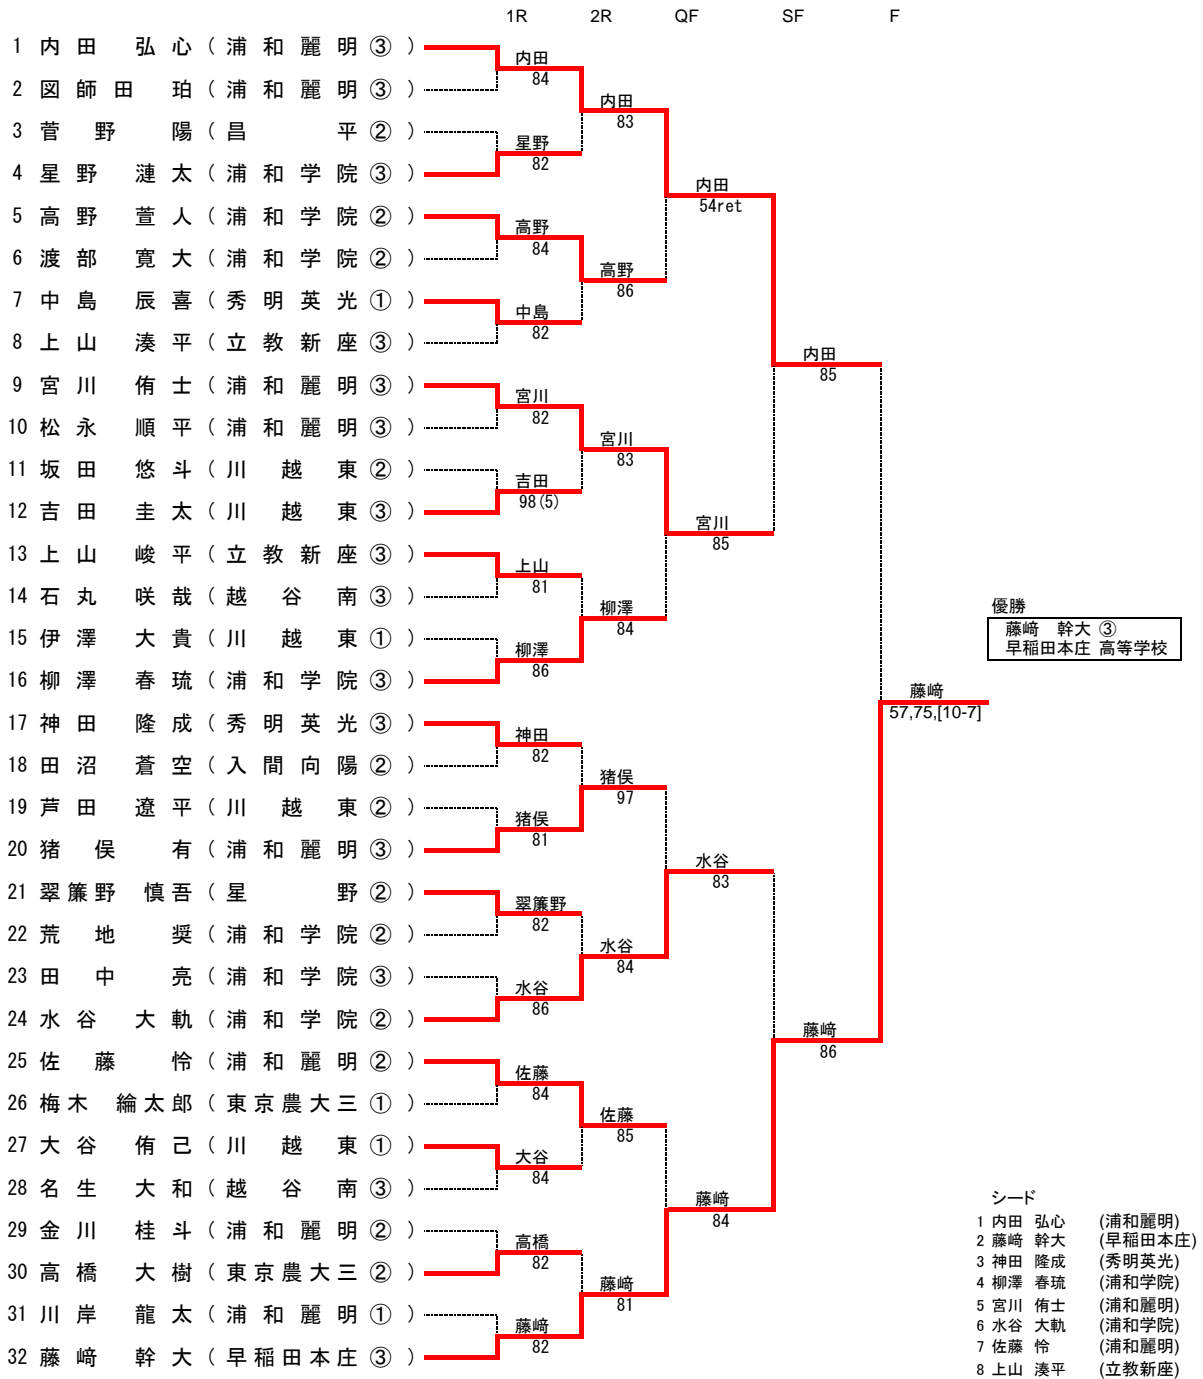 1R 2R QF SF F
1 内田 弘心 ( 浦和麗明 ③ )
2 図師田 珀 ( 浦和麗明 ③ )
3 菅野 陽 ( 昌平 ② )
4 星野 漣太 ( 浦和学院 ③ )
5 高野 萱人 ( 浦和学院 ② )
6 渡部 寛大 ( 浦和学院 ② )
7 中島 辰喜 ( 秀明英光 ① )
8 上山 湊平 ( 立教新座 ③ )
9 宮川 侑士 ( 浦和麗明 ③ )
10 松永 順平 ( 浦和麗明 ③ )
11 坂田 悠斗 ( 川越東 ② )
12 吉田 圭太 ( 川越東 ③ )
13 上山 峻平 ( 立教新座 ③ )
14 石丸 咲哉 ( 越谷南 ③ )
15 伊澤 大貴 ( 川越東 ① )
16 柳澤 春琉 ( 浦和学院 ③ )
17 神田 隆成 ( 秀明英光 ③ )
18 田沼 蒼空 ( 入間向陽 ② )
19 芦田 遼平 ( 川越東 ② )
20 猪俣 有 ( 浦和麗明 ③ )
21 翠簾野 慎吾 ( 星野 ② )
22 荒地 奨 ( 浦和学院 ② )
23 田中 亮 ( 浦和学院 ③ )
24 水谷 大軌 ( 浦和学院 ② )
25 佐藤 怜 ( 浦和麗明 ② )
26 梅木 綸太郎 ( 東京農大三 ① )
27 大谷 侑己 ( 川越東 ① )
28 名生 大和 ( 越谷南 ③ )
29 金川 桂斗 ( 浦和麗明 ② )
30 高橋 大樹 ( 東京農大三 ② )
31 川岸 龍太 ( 浦和麗明 ① )
32 藤﨑 幹大 ( 早稲田本庄 ③ )
内田
84
星野
82
高野
84
中島
82
宮川
82
吉田
98(5)
上山
81
柳澤
86
神田
82
猪俣
81
翠簾野
82
水谷
86
佐藤
84
大谷
84
高橋
82
藤﨑
82
内田
83
高野
86
宮川
83
柳澤
84
猪俣
97
水谷
84
佐藤
85
藤﨑
81
内田
54ret
宮川
85
水谷
83
藤﨑
84
内田
85
藤﨑
86
藤﨑
57,75,[10-7]
優勝
藤﨑 幹大 ③
早稲田本庄 高等学校
シード
1 内田 弘心 (浦和麗明)
2 藤﨑 幹大 (早稲田本庄)
3 神田 隆成 (秀明英光)
4 柳澤 春琉 (浦和学院)
5 宮川 侑士 (浦和麗明)
6 水谷 大軌 (浦和学院)
7 佐藤 怜 (浦和麗明)
8 上山 湊平 (立教新座)